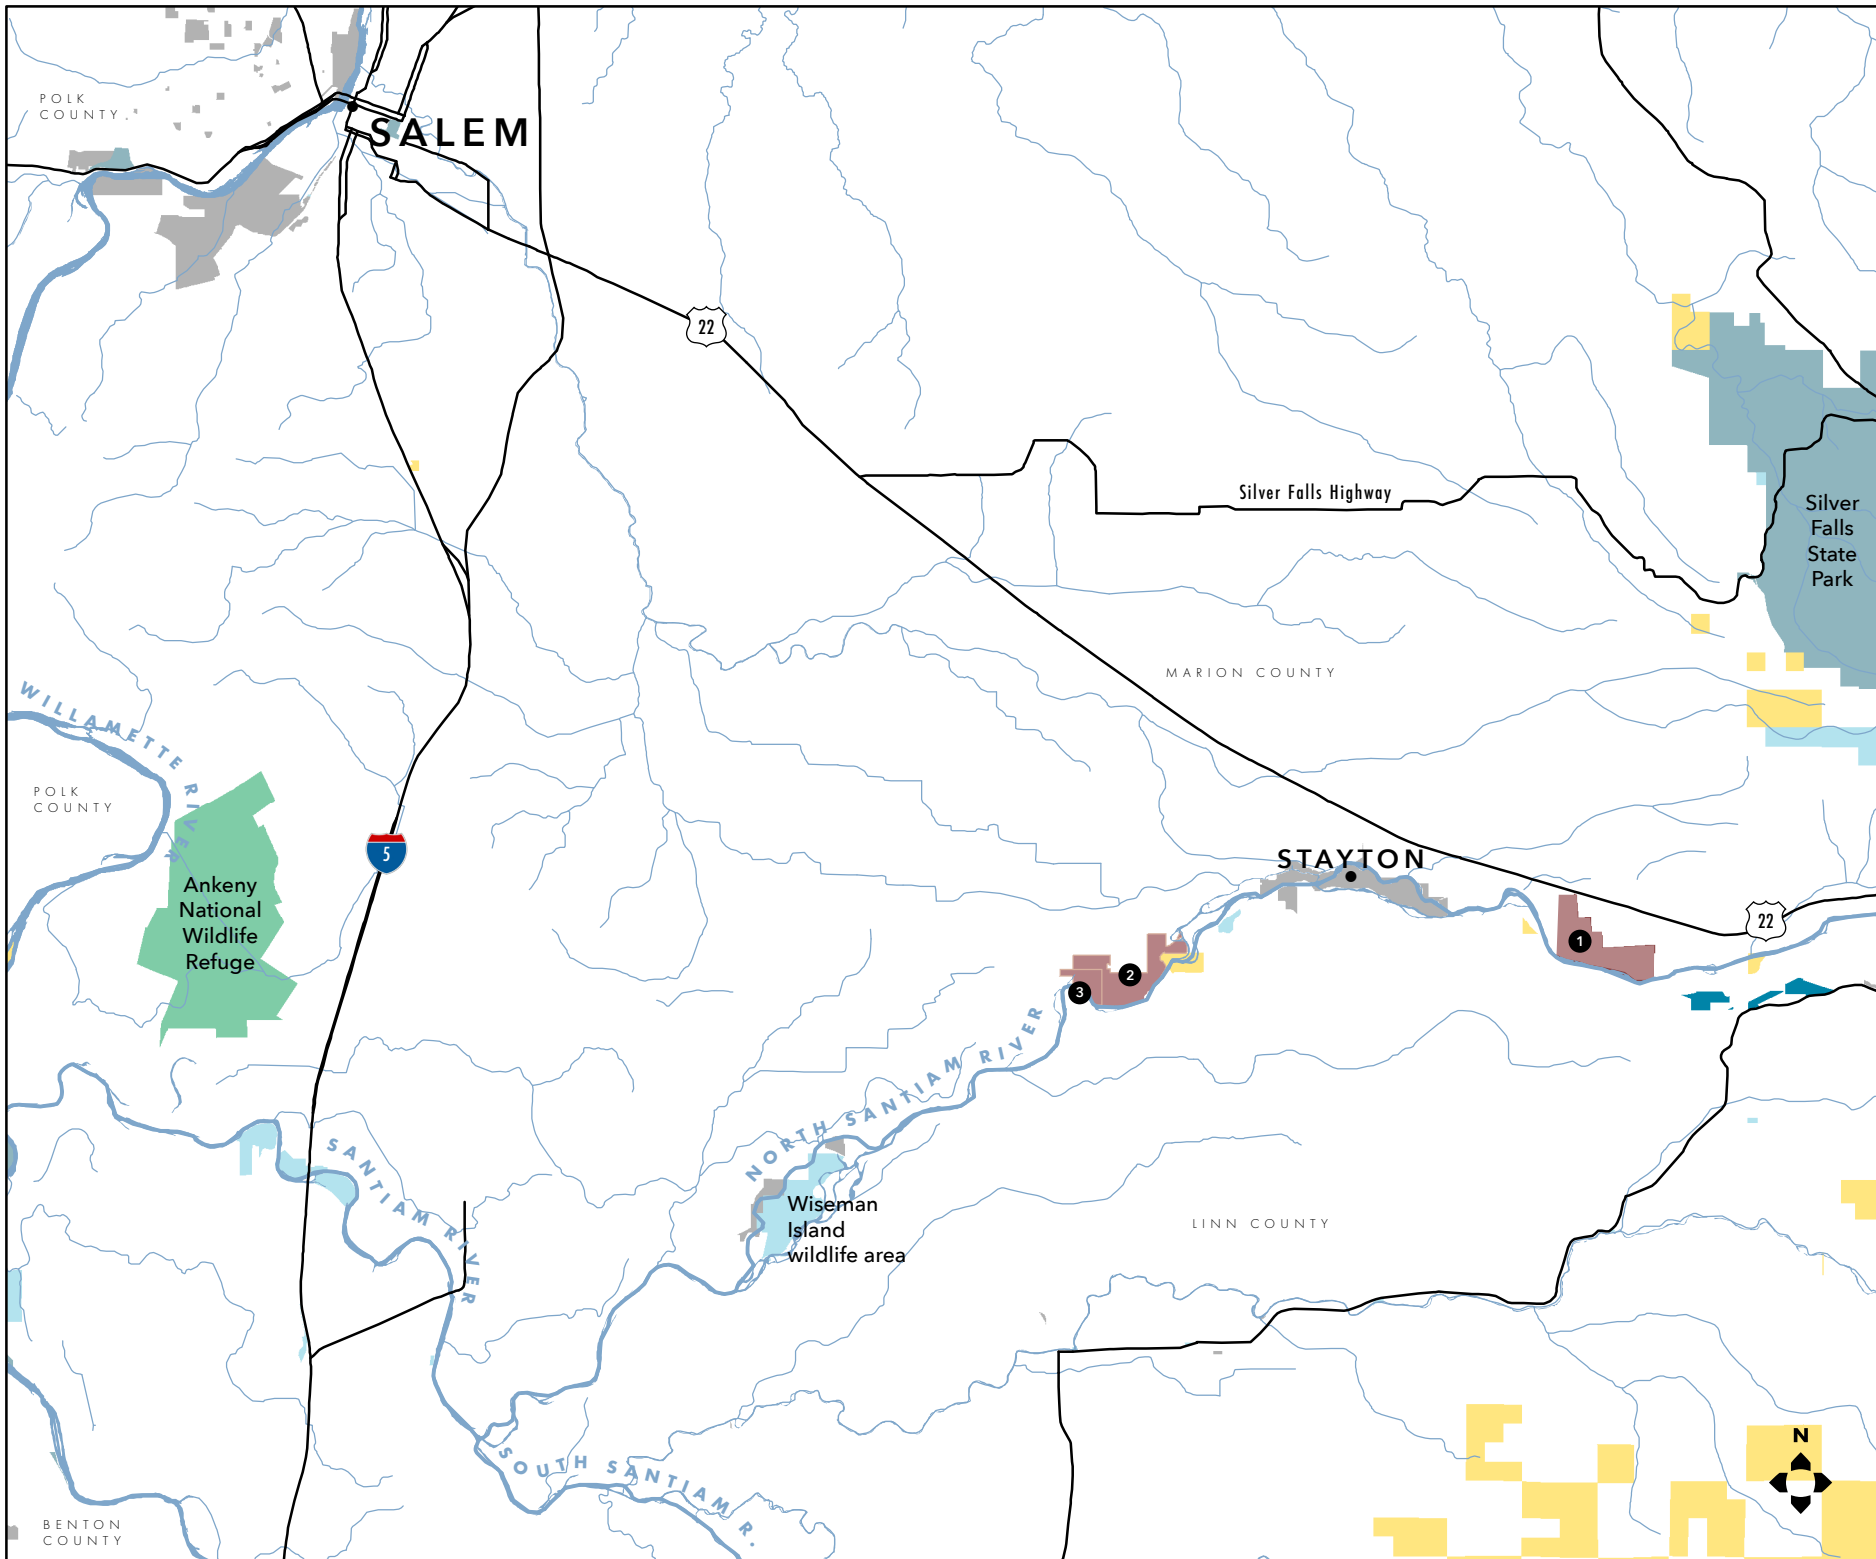 POLK
COUNTY
SALEM
22
Silver Falls Highway
Silver
Falls
State
Park
MARION COUNTY
WILLAMETTE RIVER
POLK
COUNTY
5
Ankeny
National
Wildlife
Refuge
STAYTON
22
1
2
3
NORTH SANTIAM RIVER
SANTIAM RIVER
Wiseman
Island
wildlife area
LINN COUNTY
SOUTH SANTIAM R.
N
BENTON
COUNTY